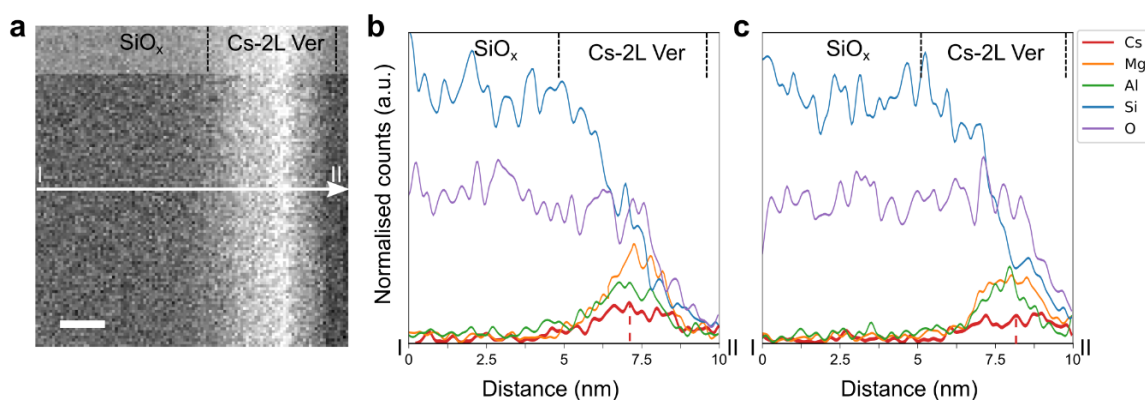 a
SiOx
Cs-2L Ver
I
II
b
SiOx
Cs-2L Ver
Normalised counts (a.u.)
I
0
2.5
5
7.5
10
II
Distance (nm)
c
SiOx
Cs-2L Ver
I
0
2.5
5
7.5
10
II
Distance (nm)
Cs
Mg
Al
Si
O